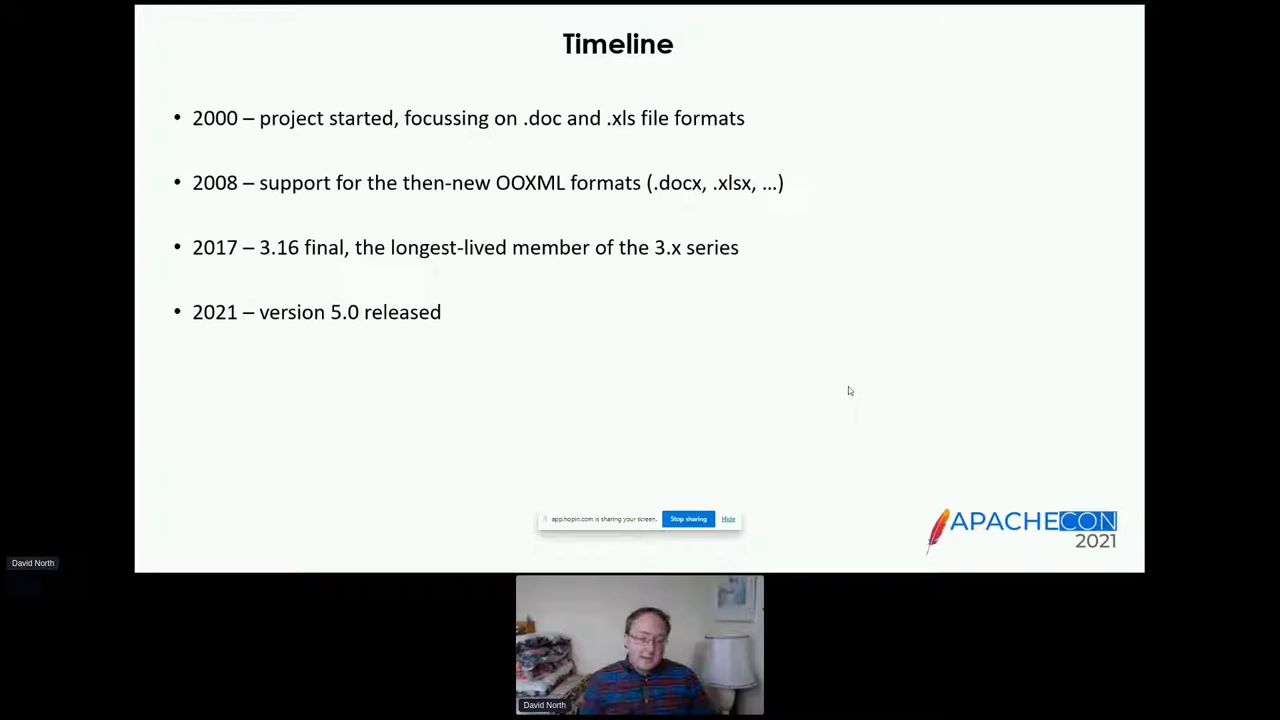 Timeline
• 2000 – project started, focussing on .doc and .xls file formats
• 2008 – support for the then-new OOXML formats (.docx, .xlsx, ...)
• 2017 – 3.16 final, the longest-lived member of the 3.x series
• 2021 – version 5.0 released
app.hopin.com is sharing your screen. Stop sharing Hide
APACHECON
2021
David North
David North